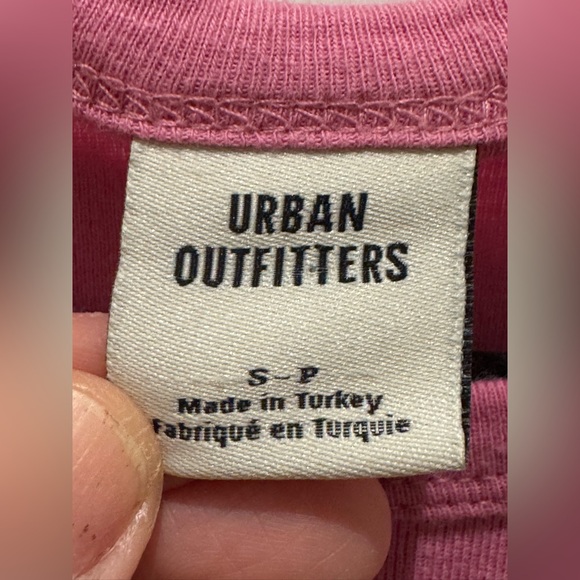 URBAN
OUTFITTERS
S-P
Made in Turkey
Fabriqué en Turquie